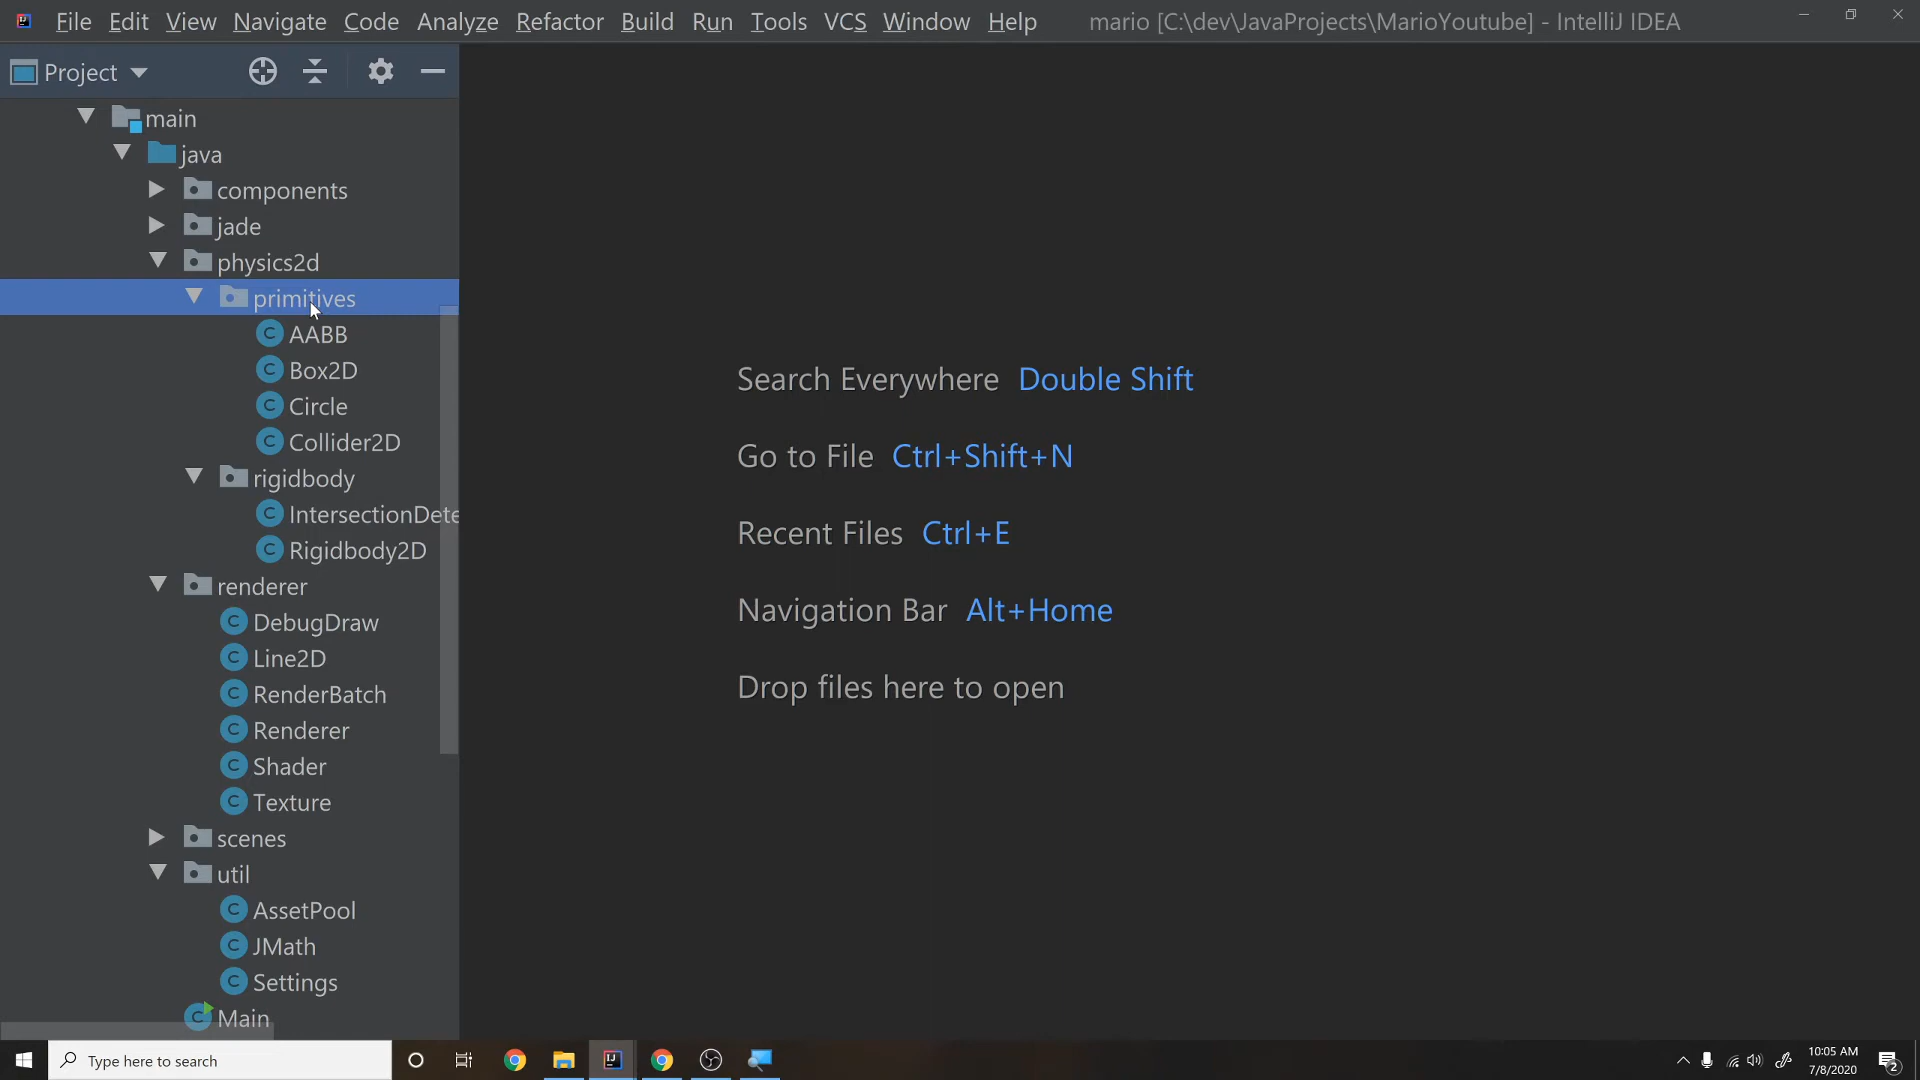 File Edit View Navigate Code Analyze Refactor Build Run Tools VCS Window Help mario [C:\dev\JavaProjects\MarioYoutube] - IntelliJ IDEA
Project
main
java
components
jade
physics2d
primitives
AABB
Box2D
Circle
Collider2D
rigidbody
IntersectionDete
Rigidbody2D
renderer
DebugDraw
Line2D
RenderBatch
Renderer
Shader
Texture
scenes
util
AssetPool
JMath
Settings
Main
Search Everywhere Double Shift
Go to File Ctrl+Shift+N
Recent Files Ctrl+E
Navigation Bar Alt+Home
Drop files here to open
Type here to search
10:05 AM
7/8/2020
2